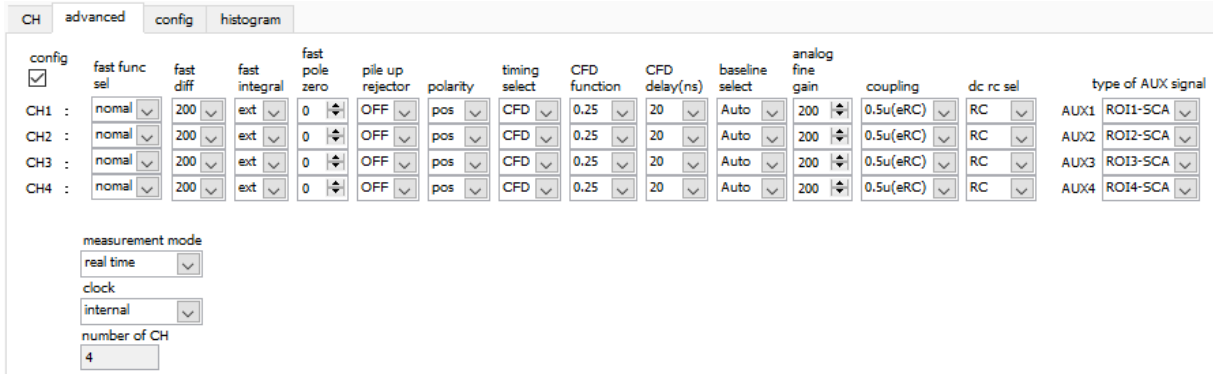 CH advanced config histogram
config fast func sel fast diff fast integral fast pole zero pile up rejector polarity timing select CFD function CFD delay(ns) baseline select analog fine gain coupling dc rc sel type of AUX signal
CH1 : nomal 200 ext 0 OFF pos CFD 0.25 20 Auto 200 0.5u(eRC) RC AUX1 ROI1-SCA
CH2 : nomal 200 ext 0 OFF pos CFD 0.25 20 Auto 200 0.5u(eRC) RC AUX2 ROI2-SCA
CH3 : nomal 200 ext 0 OFF pos CFD 0.25 20 Auto 200 0.5u(eRC) RC AUX3 ROI3-SCA
CH4 : nomal 200 ext 0 OFF pos CFD 0.25 20 Auto 200 0.5u(eRC) RC AUX4 ROI4-SCA
measurement mode
real time
clock
internal
number of CH
4